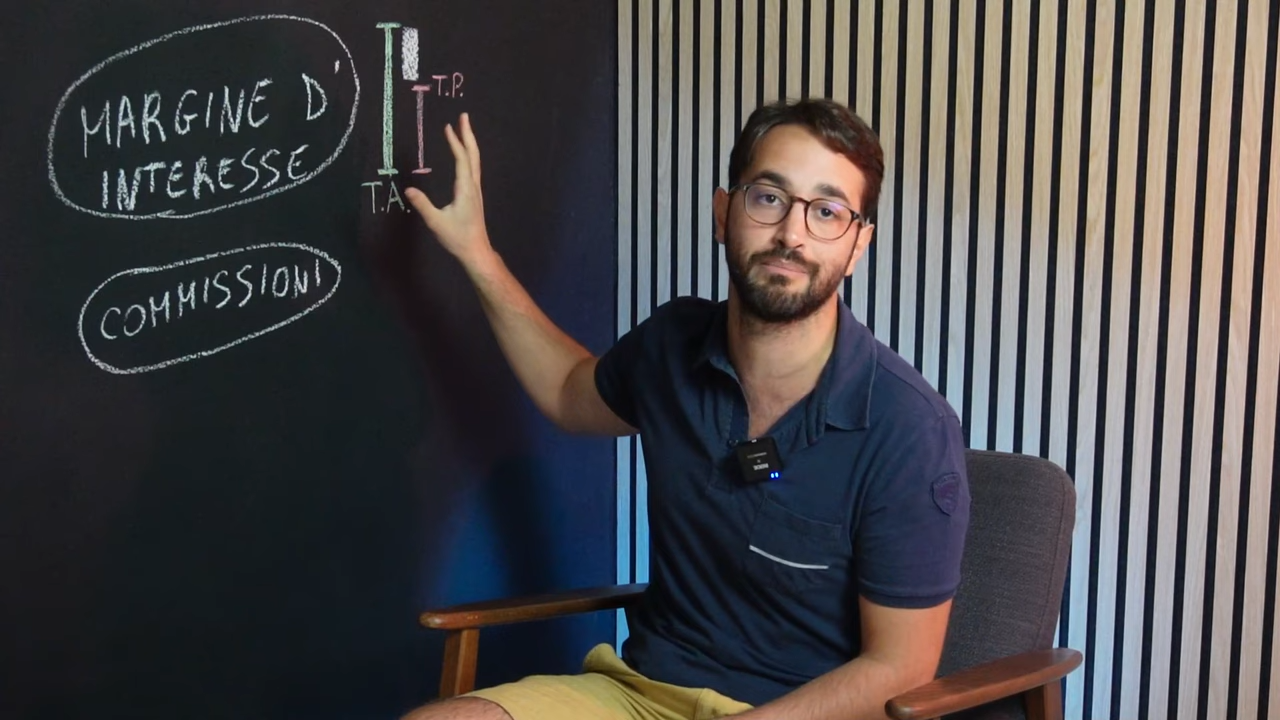 MARGINE D'
INTERESSE
T.P.
T.A.
COMMISSIONI